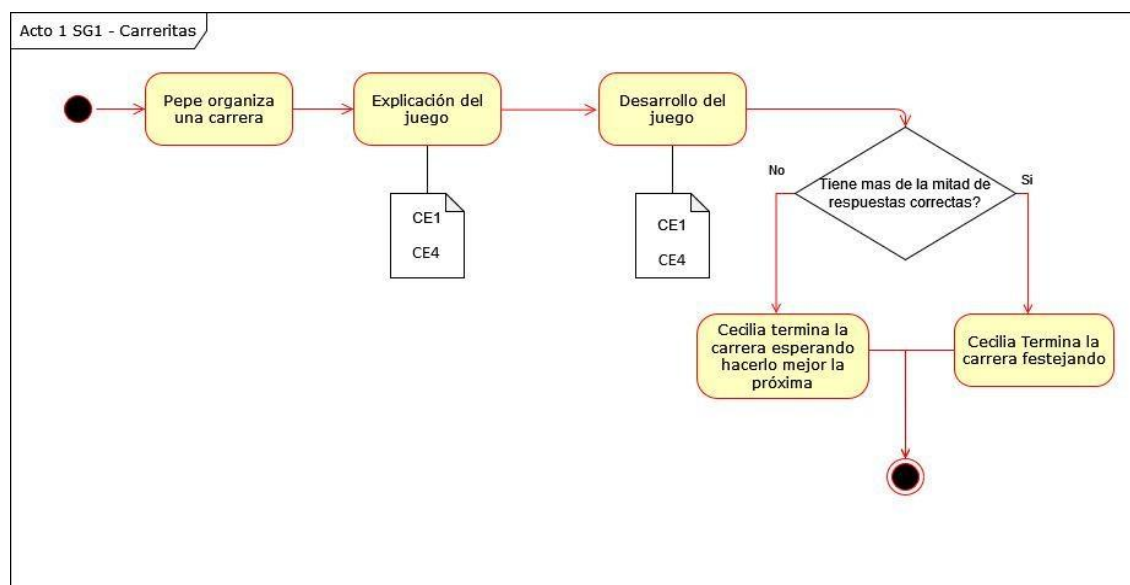 Acto 1 SG1 - Carreritas
Pepe organiza
una carrera
Explicación del
juego
Desarrollo del
juego
CE1
CE4
CE1
CE4
No
Tiene mas de la mitad de
respuestas correctas?
Si
Cecilia termina la
carrera esperando
hacerlo mejor la
próxima
Cecilia Termina la
carrera festejando